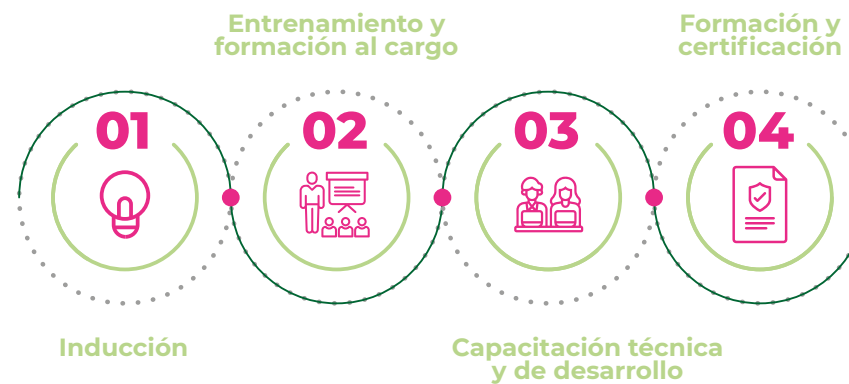 01
Inducción
02
Entrenamiento y
formación al cargo
03
Capacitación técnica
y de desarrollo
04
Formación y
certificación